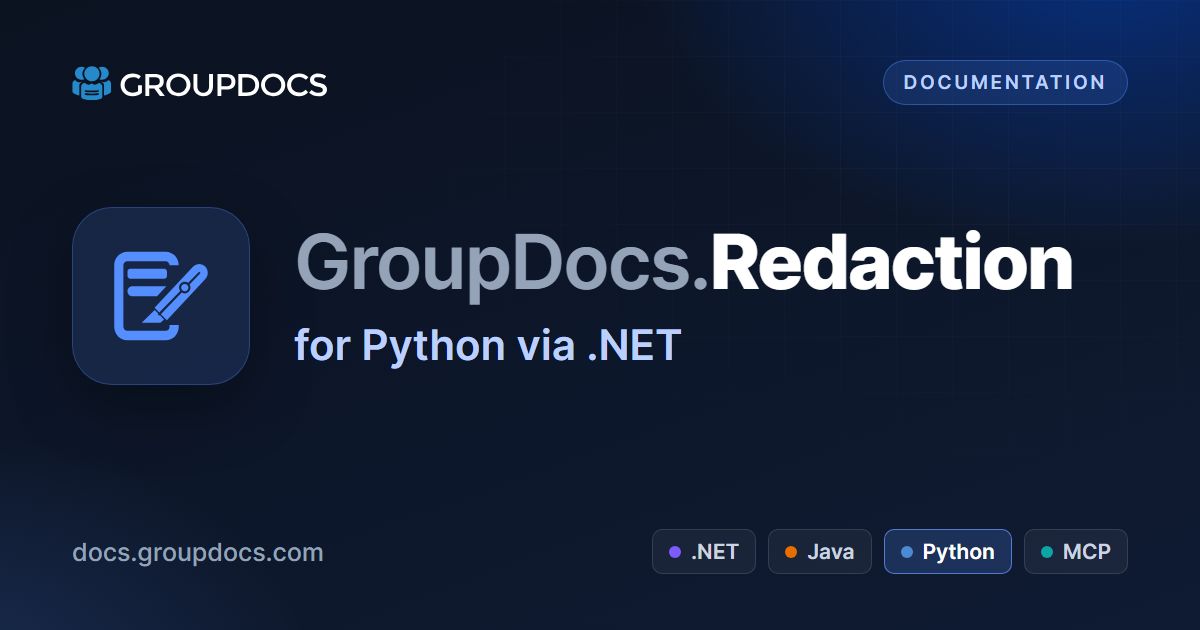 GROUPDOCS
DOCUMENTATION
GroupDocs.Redaction
for Python via .NET
docs.groupdocs.com
.NET
Java
Python
MCP